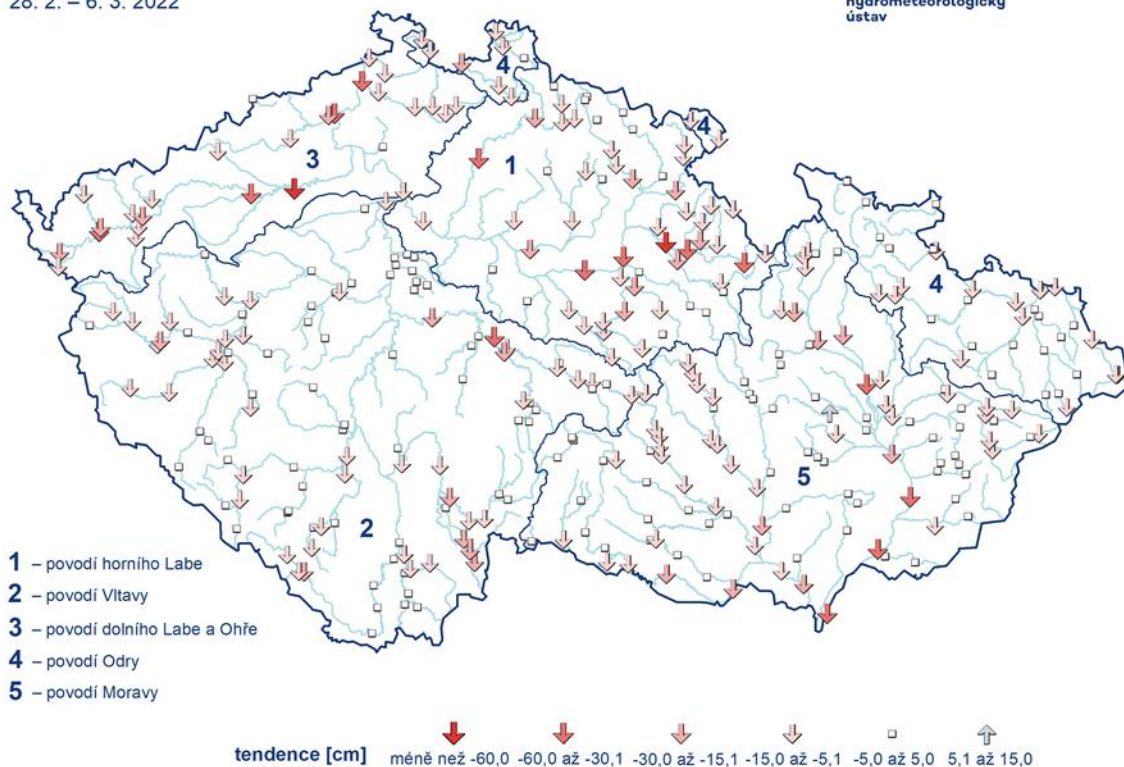 28. 2. – 6. 3. 2022
hydrometeorologický
ústav
4
4
3
1
4
5
2
1 – povodí horního Labe
2 – povodí Vltavy
3 – povodí dolního Labe a Ohře
4 – povodí Odry
5 – povodí Moravy
tendence [cm] méně než -60,0 -60,0 až -30,1 -30,0 až -15,1 -15,0 až -5,1 -5,0 až 5,0 5,1 až 15,0